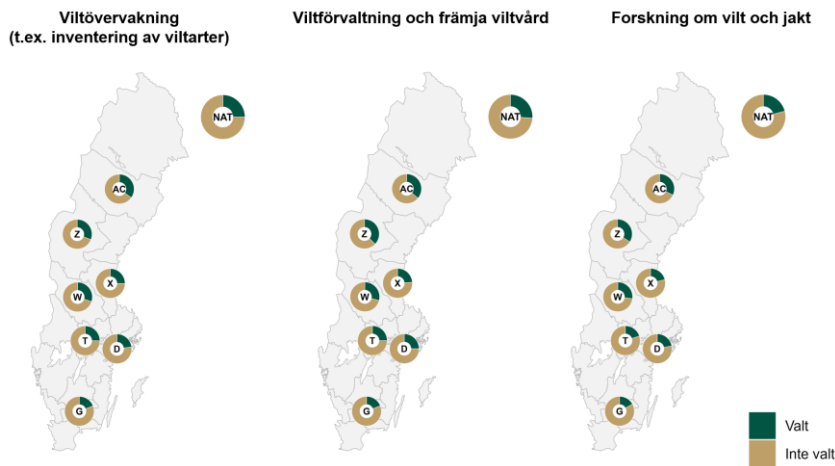 Viltövervakning
(t.ex. inventering av viltarter)
Viltförvaltning och främja viltvård
Forskning om vilt och jakt
NAT
NAT
NAT
AC
AC
AC
Z
Z
Z
X
X
X
W
W
W
T
T
T
D
D
D
G
G
G
Valt
Inte valt